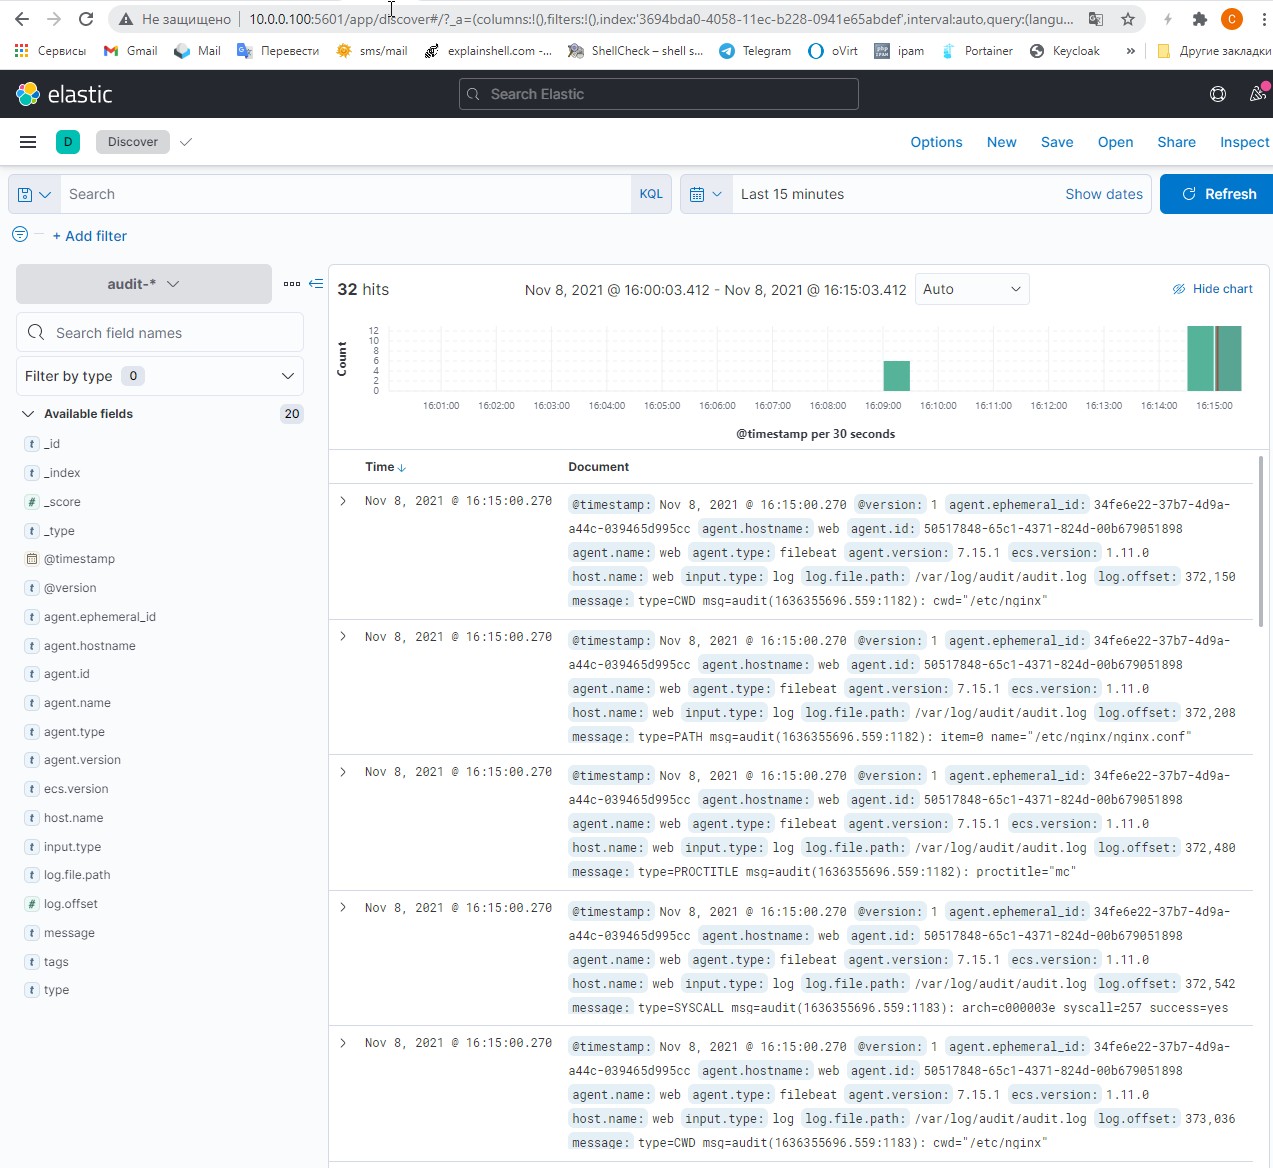 Не защищено 10.0.0.100:5601/app/discover#/?_a=(columns:!(),filters:!(),index:'3694bda0-4058-11ec-b228-0941e65abdef',interval:auto,query:(langu... C
Сервисы Gmail Mail Перевести sms/mail explainshell.com -... ShellCheck – shell s... Telegram oVirt ipam Portainer Keycloak » Другие закладки
elastic Search Elastic
D Discover Options New Save Open Share Inspect
Search KQL Last 15 minutes Show dates Refresh
+ Add filter
audit-*
32 hits Nov 8, 2021 @ 16:00:03.412 - Nov 8, 2021 @ 16:15:03.412 Auto Hide chart
Search field names
Filter by type 0
Available fields 20
t _id
t _index
# _score
t _type
@timestamp
t @version
t agent.ephemeral_id
t agent.hostname
t agent.id
t agent.name
t agent.type
t agent.version
t ecs.version
t host.name
t input.type
t log.file.path
# log.offset
t message
t tags
t type
Count
12
10
8
6
4
2
0
16:01:00 16:02:00 16:03:00 16:04:00 16:05:00 16:06:00 16:07:00 16:08:00 16:09:00 16:10:00 16:11:00 16:12:00 16:13:00 16:14:00 16:15:00
@timestamp per 30 seconds
Time Document
Nov 8, 2021 @ 16:15:00.270 @timestamp: Nov 8, 2021 @ 16:15:00.270 @version: 1 agent.ephemeral_id: 34fe6e22-37b7-4d9a-
a44c-039465d995cc agent.hostname: web agent.id: 50517848-65c1-4371-824d-00b679051898
agent.name: web agent.type: filebeat agent.version: 7.15.1 ecs.version: 1.11.0
host.name: web input.type: log log.file.path: /var/log/audit/audit.log log.offset: 372,150
message: type=CWD msg=audit(1636355696.559:1182): cwd="/etc/nginx"
Nov 8, 2021 @ 16:15:00.270 @timestamp: Nov 8, 2021 @ 16:15:00.270 @version: 1 agent.ephemeral_id: 34fe6e22-37b7-4d9a-
a44c-039465d995cc agent.hostname: web agent.id: 50517848-65c1-4371-824d-00b679051898
agent.name: web agent.type: filebeat agent.version: 7.15.1 ecs.version: 1.11.0
host.name: web input.type: log log.file.path: /var/log/audit/audit.log log.offset: 372,208
message: type=PATH msg=audit(1636355696.559:1182): item=0 name="/etc/nginx/nginx.conf"
Nov 8, 2021 @ 16:15:00.270 @timestamp: Nov 8, 2021 @ 16:15:00.270 @version: 1 agent.ephemeral_id: 34fe6e22-37b7-4d9a-
a44c-039465d995cc agent.hostname: web agent.id: 50517848-65c1-4371-824d-00b679051898
agent.name: web agent.type: filebeat agent.version: 7.15.1 ecs.version: 1.11.0
host.name: web input.type: log log.file.path: /var/log/audit/audit.log log.offset: 372,480
message: type=PROCTITLE msg=audit(1636355696.559:1182): proctitle="mc"
Nov 8, 2021 @ 16:15:00.270 @timestamp: Nov 8, 2021 @ 16:15:00.270 @version: 1 agent.ephemeral_id: 34fe6e22-37b7-4d9a-
a44c-039465d995cc agent.hostname: web agent.id: 50517848-65c1-4371-824d-00b679051898
agent.name: web agent.type: filebeat agent.version: 7.15.1 ecs.version: 1.11.0
host.name: web input.type: log log.file.path: /var/log/audit/audit.log log.offset: 372,542
message: type=SYSCALL msg=audit(1636355696.559:1183): arch=c000003e syscall=257 success=yes
Nov 8, 2021 @ 16:15:00.270 @timestamp: Nov 8, 2021 @ 16:15:00.270 @version: 1 agent.ephemeral_id: 34fe6e22-37b7-4d9a-
a44c-039465d995cc agent.hostname: web agent.id: 50517848-65c1-4371-824d-00b679051898
agent.name: web agent.type: filebeat agent.version: 7.15.1 ecs.version: 1.11.0
host.name: web input.type: log log.file.path: /var/log/audit/audit.log log.offset: 373,036
message: type=CWD msg=audit(1636355696.559:1183): cwd="/etc/nginx"